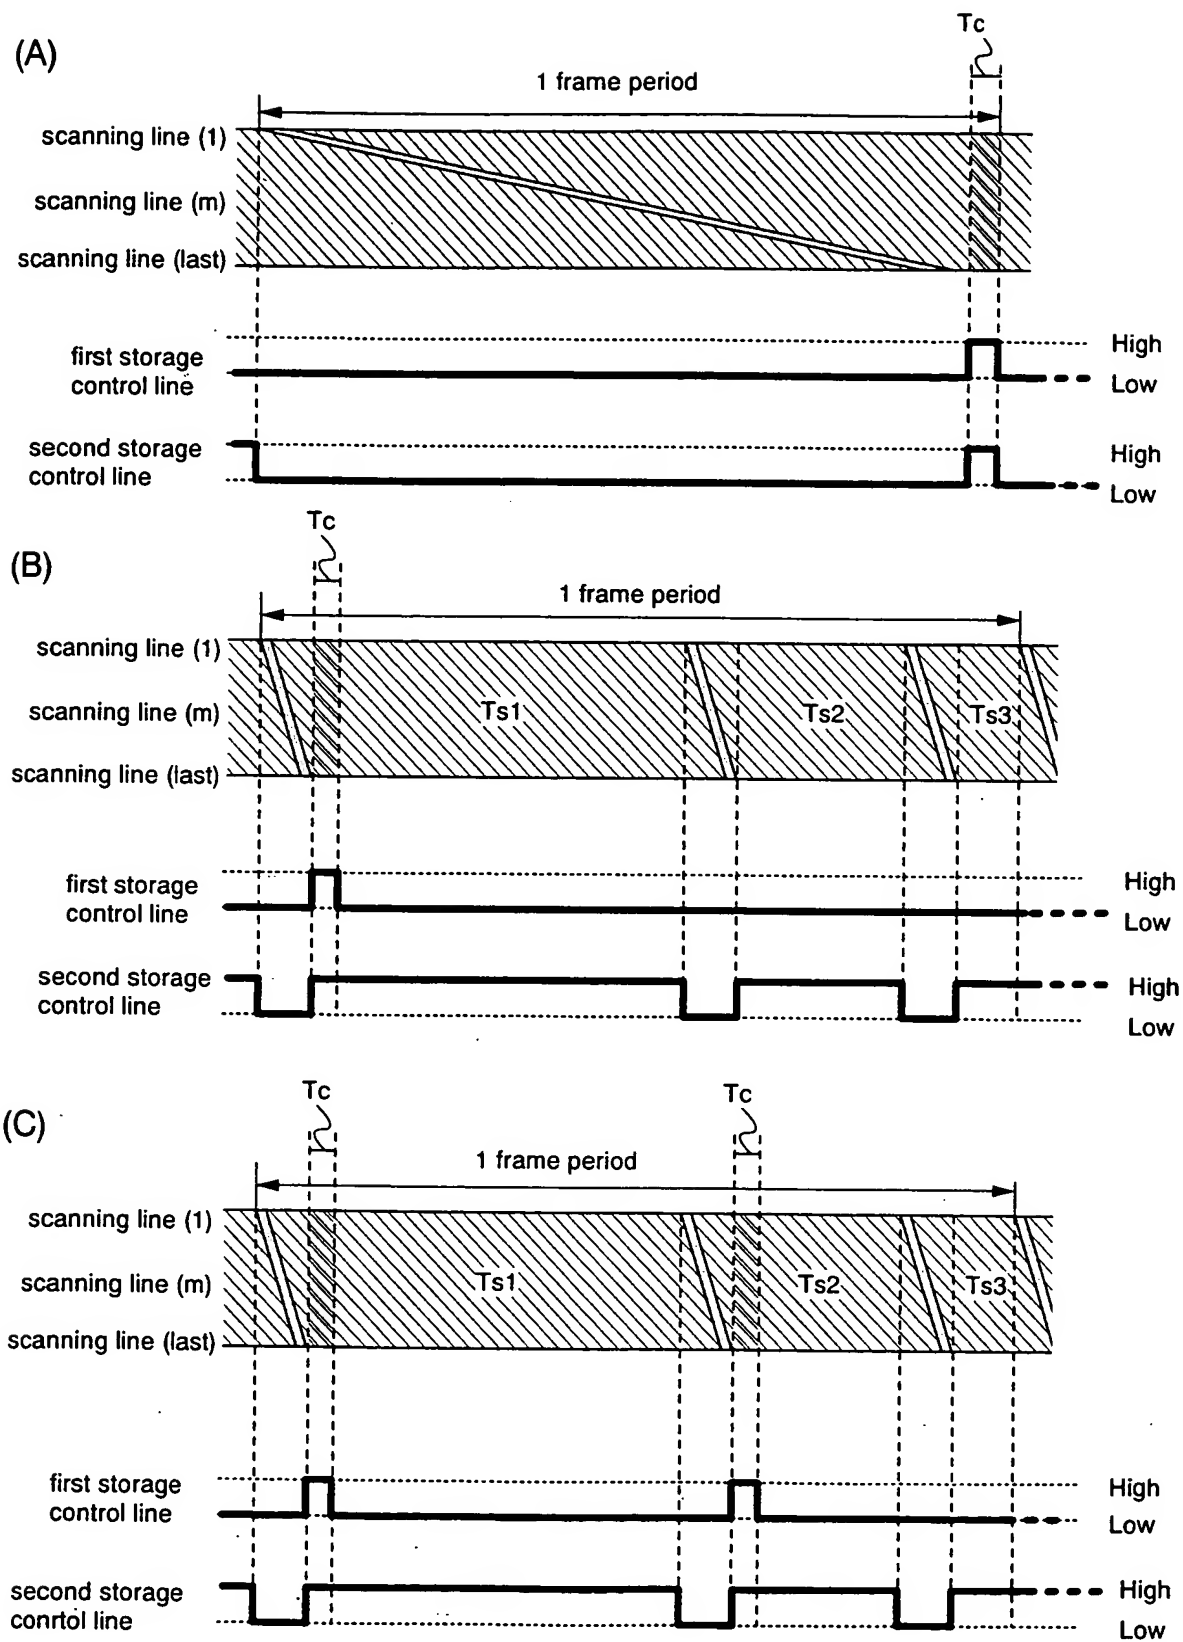 Tc
(A)
1 frame period
scanning line (1)
scanning line (m)
scanning line (last)
first storage
control line
High
Low
second storage
control line
High
Low
Tc
(B)
1 frame period
scanning line (1)
scanning line (m)
Ts1
Ts2
Ts3
scanning line (last)
first storage
control line
High
Low
second storage
control line
High
Low
Tc
Tc
(C)
1 frame period
scanning line (1)
scanning line (m)
Ts1
Ts2
Ts3
scanning line (last)
first storage
control line
High
Low
second storage
conrtol line
High
Low